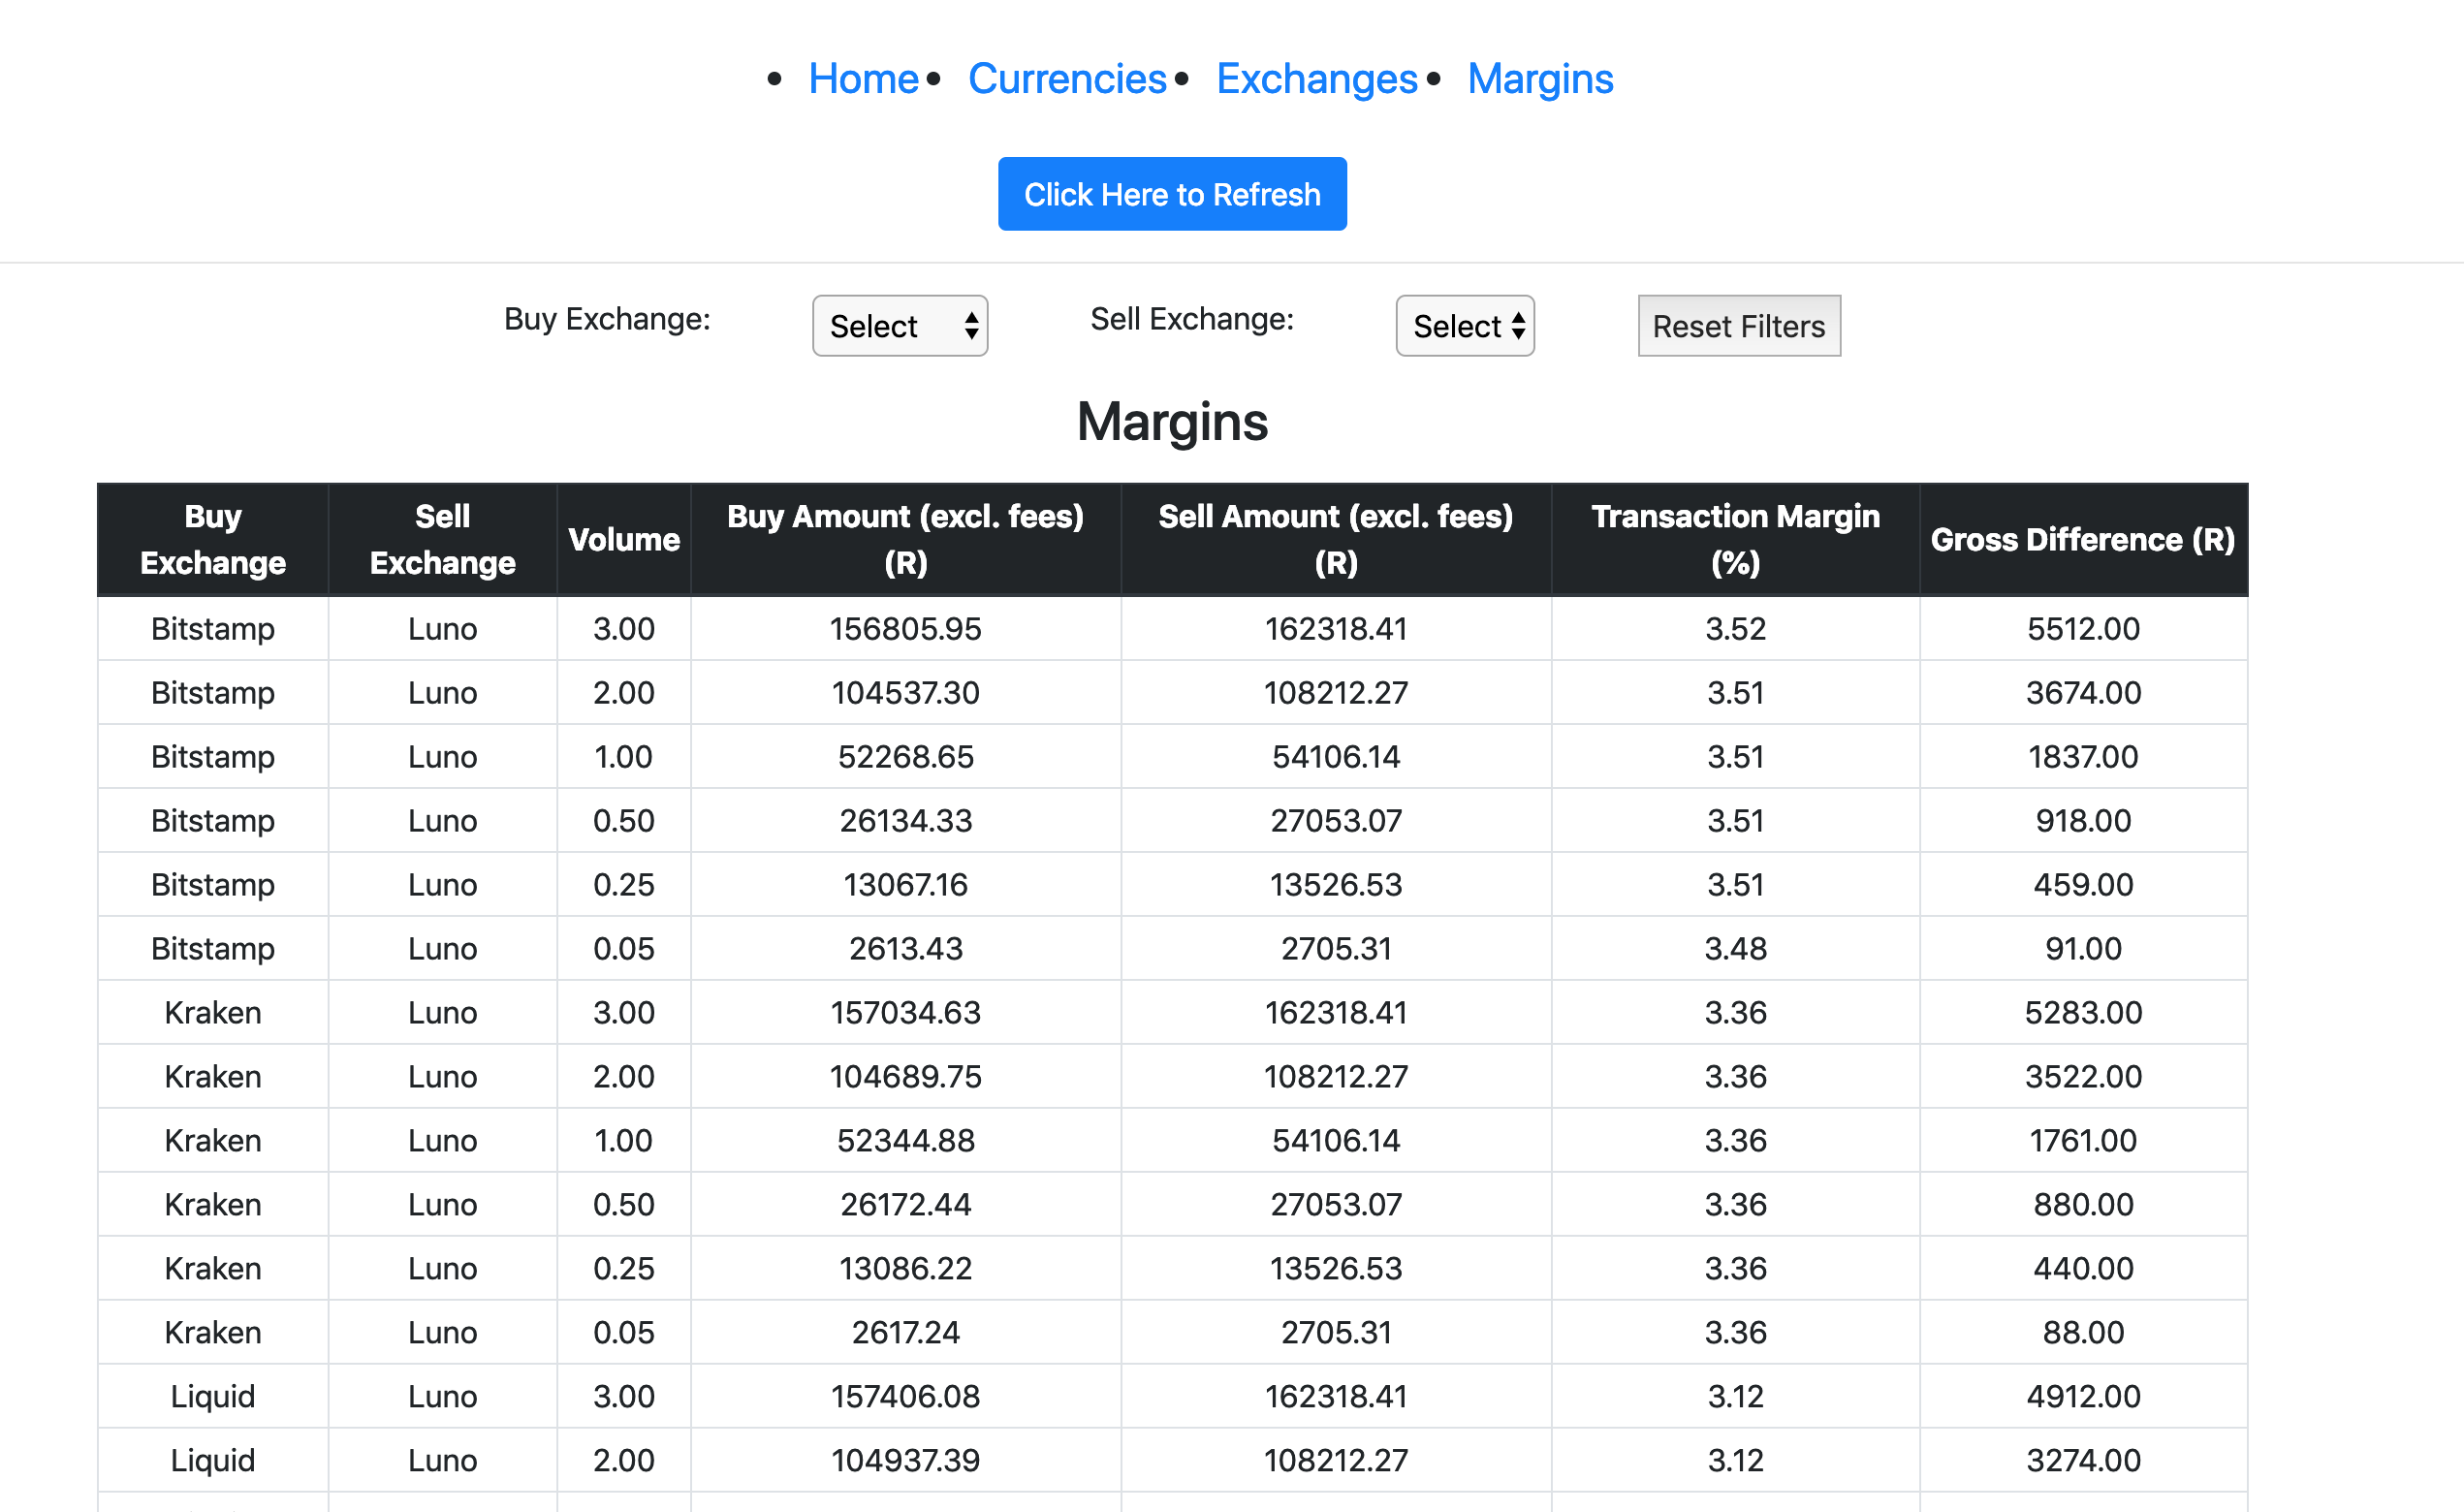 • Home • Currencies • Exchanges • Margins
Click Here to Refresh
Buy Exchange: Select Sell Exchange: Select Reset Filters
Margins
Buy Exchange Sell Exchange Volume Buy Amount (excl. fees) (R) Sell Amount (excl. fees) (R) Transaction Margin (%) Gross Difference (R)
Bitstamp Luno 3.00 156805.95 162318.41 3.52 5512.00
Bitstamp Luno 2.00 104537.30 108212.27 3.51 3674.00
Bitstamp Luno 1.00 52268.65 54106.14 3.51 1837.00
Bitstamp Luno 0.50 26134.33 27053.07 3.51 918.00
Bitstamp Luno 0.25 13067.16 13526.53 3.51 459.00
Bitstamp Luno 0.05 2613.43 2705.31 3.48 91.00
Kraken Luno 3.00 157034.63 162318.41 3.36 5283.00
Kraken Luno 2.00 104689.75 108212.27 3.36 3522.00
Kraken Luno 1.00 52344.88 54106.14 3.36 1761.00
Kraken Luno 0.50 26172.44 27053.07 3.36 880.00
Kraken Luno 0.25 13086.22 13526.53 3.36 440.00
Kraken Luno 0.05 2617.24 2705.31 3.36 88.00
Liquid Luno 3.00 157406.08 162318.41 3.12 4912.00
Liquid Luno 2.00 104937.39 108212.27 3.12 3274.00